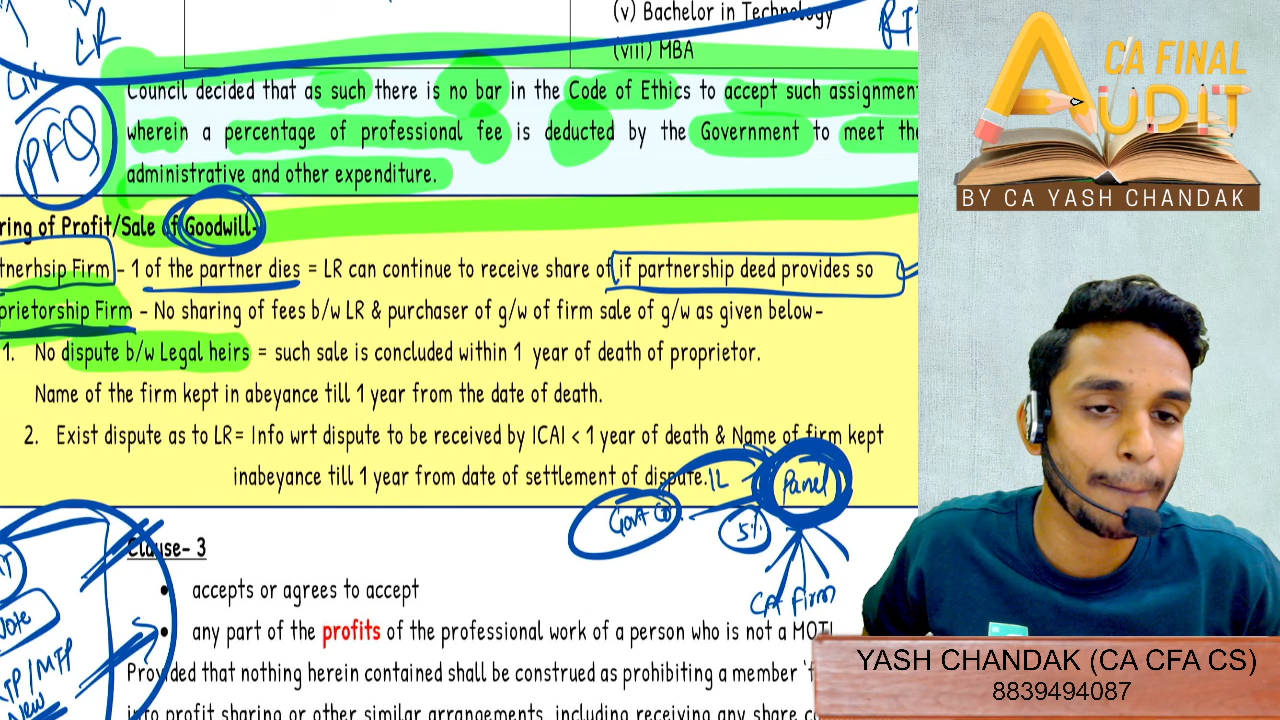 (v) Bachelor in Technology
(viii) MBA
LR
PFQ
Council decided that as such there is no bar in the Code of Ethics to accept such assignment
wherein a percentage of professional fee is deducted by the Government to meet the
administrative and other expenditure.
ring of Profit/Sale of Goodwill-
tnerhsip Firm - 1 of the partner dies = LR can continue to receive share of if partnership deed provides so
prietorship Firm - No sharing of fees b/w LR & purchaser of g/w of firm sale of g/w as given below-
1. No dispute b/w Legal heirs = such sale is concluded within 1 year of death of proprietor.
Name of the firm kept in abeyance till 1 year from the date of death.
2. Exist dispute as to LR= Info wrt dispute to be received by ICAI < 1 year of death & Name of firm kept
inabeyance till 1 year from date of settlement of dispute.
1L
Panel
Govt Co.
5%
CA Firm
Clause- 3
• accepts or agrees to accept
• any part of the profits of the professional work of a person who is not a MOTI
Provided that nothing herein contained shall be construed as prohibiting a member 'f
into profit sharing or other similar arrangements, including receiving any share co
Note
RTP/MTP
New
CA FINAL
AUDIT
BY CA YASH CHANDAK
YASH CHANDAK (CA CFA CS)
8839494087